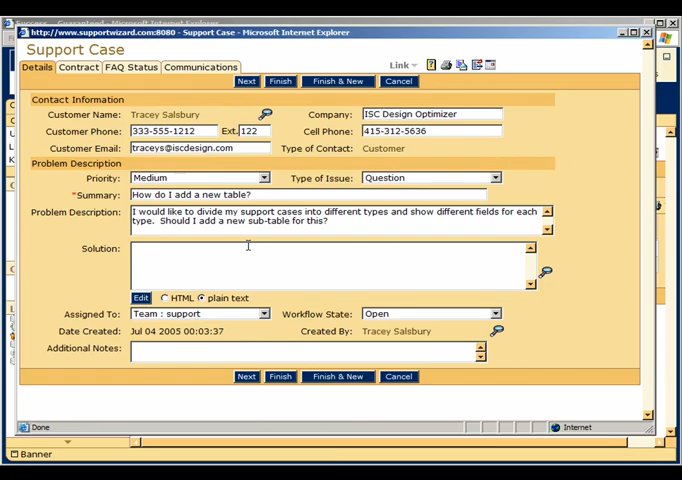 http://www.supportwizard.com:8080 - Support Case - Microsoft Internet Explorer
Support Case
Link
Details Contract FAQ Status Communications
Next Finish Finish & New Cancel
Contact Information
Customer Name: Tracey Salsbury Company: ISC Design Optimizer
Customer Phone: 333-555-1212 Ext. 122 Cell Phone: 415-312-5636
Customer Email: traceys@iscdesign.com Type of Contact: Customer
Problem Description
Priority: Medium Type of Issue: Question
*Summary: How do I add a new table?
Problem Description: I would like to divide my support cases into different types and show different fields for each
type. Should I add a new sub-table for this?
Solution:
Edit HTML plain text
Assigned To: Team : support Workflow State: Open
Date Created: Jul 04 2005 00:03:37 Created By: Tracey Salsbury
Additional Notes:
Next Finish Finish & New Cancel
Done Internet
Banner